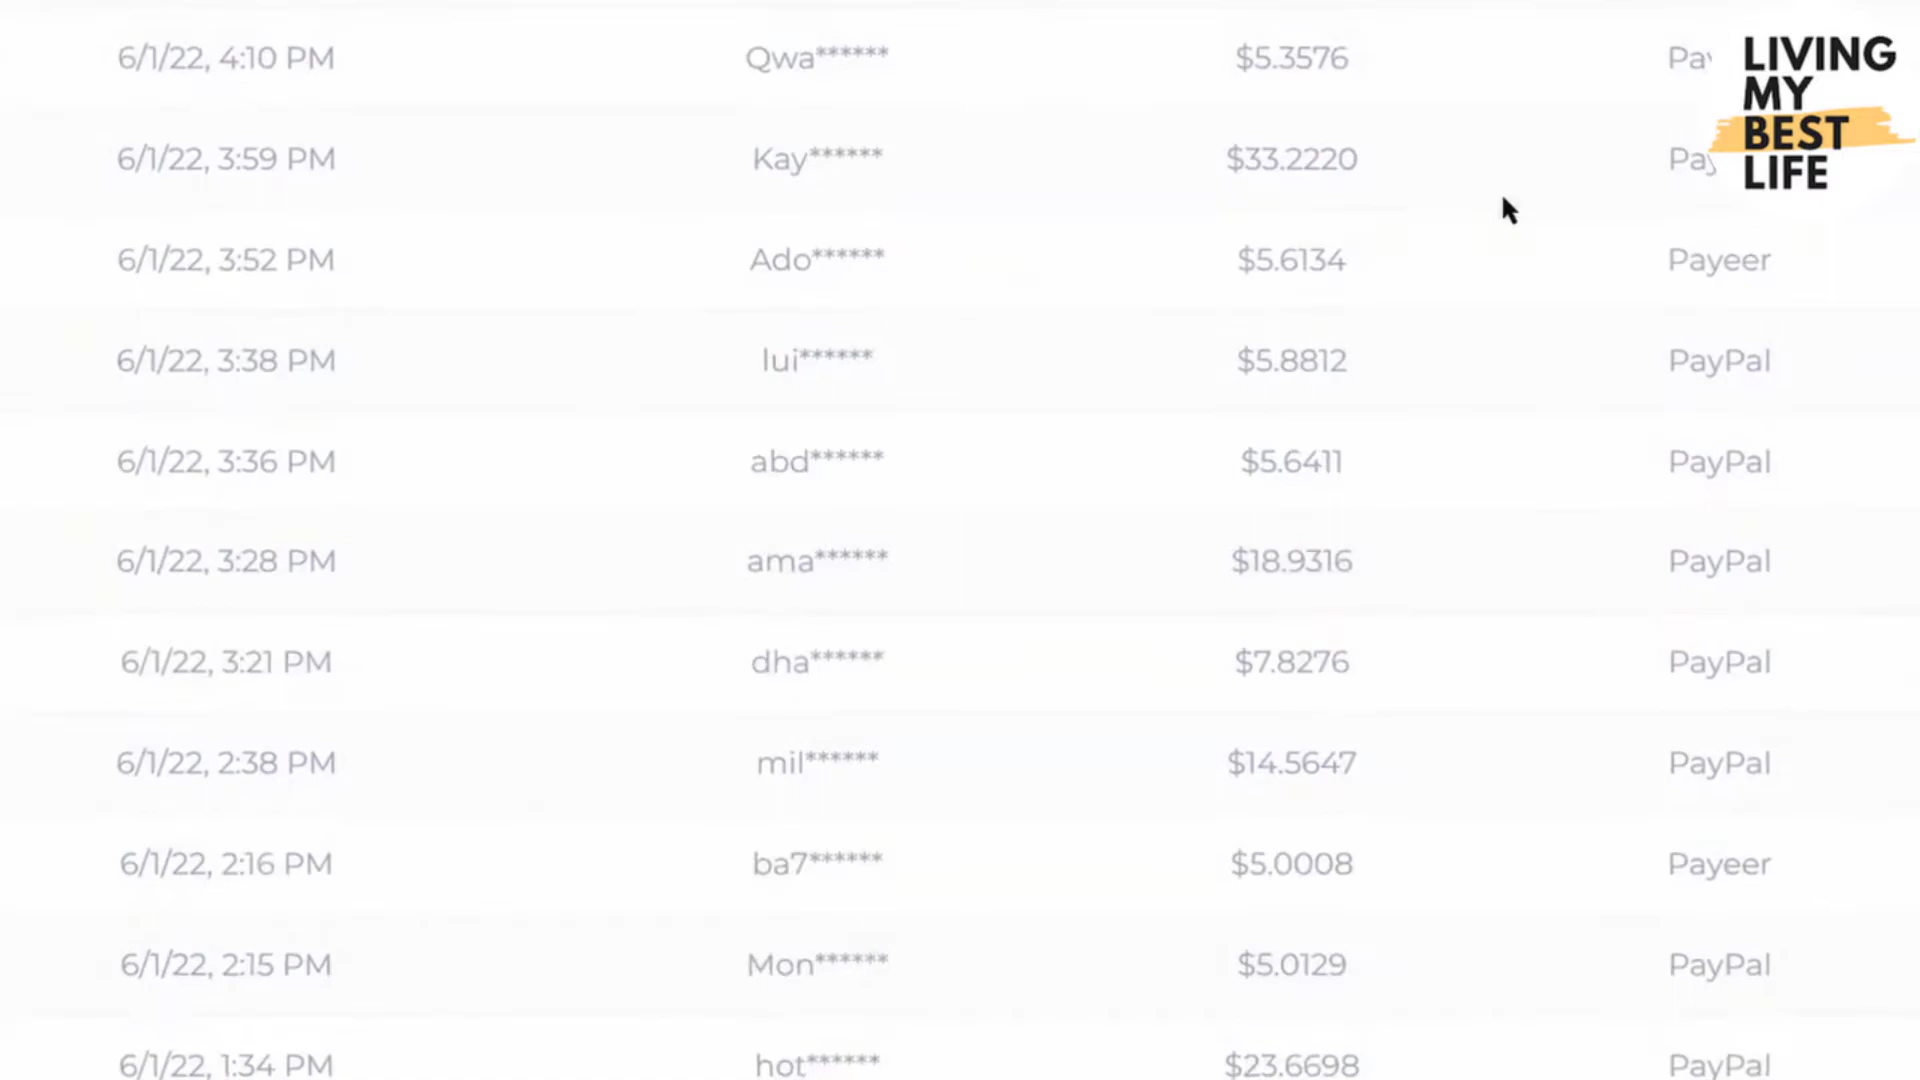 6/1/22, 4:10 PM Qwa****** $5.3576
6/1/22, 3:59 PM Kay****** $33.2220
6/1/22, 3:52 PM Ado****** $5.6134 Payeer
6/1/22, 3:38 PM lui****** $5.8812 PayPal
6/1/22, 3:36 PM abd****** $5.6411 PayPal
6/1/22, 3:28 PM ama****** $18.9316 PayPal
6/1/22, 3:21 PM dha****** $7.8276 PayPal
6/1/22, 2:38 PM mil****** $14.5647 PayPal
6/1/22, 2:16 PM ba7****** $5.0008 Payeer
6/1/22, 2:15 PM Mon****** $5.0129 PayPal
6/1/22, 1:34 PM hot****** $23.6698 PayPal
LIVING
MY
BEST
LIFE